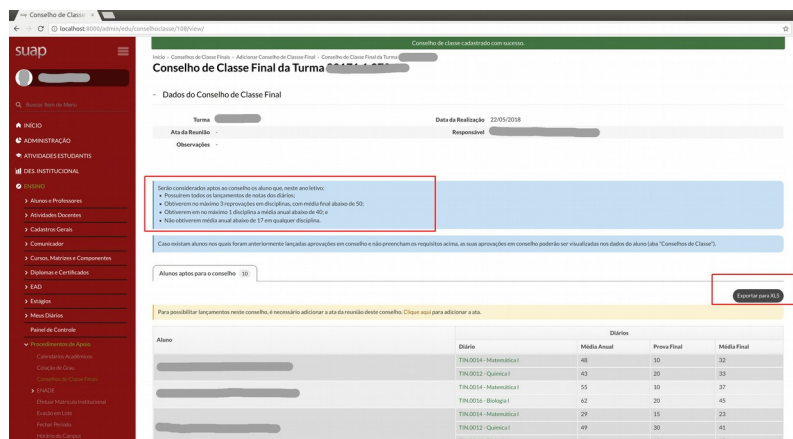 Conselho de Classe
localhost:8000/admin/edu/conselhoclasse/108/view/
Conselho de classe cadastrado com sucesso.
suap
Início » Conselhos de Classe Finais » Adicionar Conselho de Classe Final » Conselho de Classe Final da Turma
Conselho de Classe Final da Turma
Buscar Item de Menu
INÍCIO
ADMINISTRAÇÃO
ATIVIDADES ESTUDANTIS
DES. INSTITUCIONAL
ENSINO
Alunos e Professores
Atividades Docentes
Cadastros Gerais
Comunicador
Cursos, Matrizes e Componentes
Diplomas e Certificados
EAD
Estágios
Meus Diários
Painel de Controle
Procedimentos de Apoio
Calendário Acadêmico
Colação de Grau
Conselhos de Classe Finais
ENADE
Efetuar Matrícula Institucional
Evasão em Lote
Fechar Período
Horário do Campus
- Dados do Conselho de Classe Final
Turma
Data da Realização 22/05/2018
Ata da Reunião -
Responsável
Observações -
Serão considerados aptos ao conselho os aluno que, neste ano letivo:
• Possuírem todos os lançamentos de notas dos diários;
• Obtiverem no máximo 3 reprovações em disciplinas, com média final abaixo de 50;
• Obtiverem em no máximo 1 disciplina a média anual abaixo de 40; e
• Não obtiverem média anual abaixo de 17 em qualquer disciplina.
Caso existam alunos nos quais foram anteriormente lançadas aprovações em conselho e não preencham os requisitos acima, as suas aprovações em conselho poderão ser visualizadas nos dados do aluno (aba "Conselhos de Classe").
Alunos aptos para o conselho 10
Exportar para XLS
Para possibilitar lançamentos neste conselho, é necessário adicionar a ata da reunião deste conselho. Clique aqui para adicionar a ata.
Aluno Diários
Diário Média Anual Prova Final Média Final
TIN.0014 - Matemática I 48 10 32
TIN.0012 - Química I 43 20 33
TIN.0014 - Matemática I 55 10 37
TIN.0016 - Biologia I 62 20 45
TIN.0014 - Matemática I 29 15 23
TIN.0012 - Química I 49 30 41